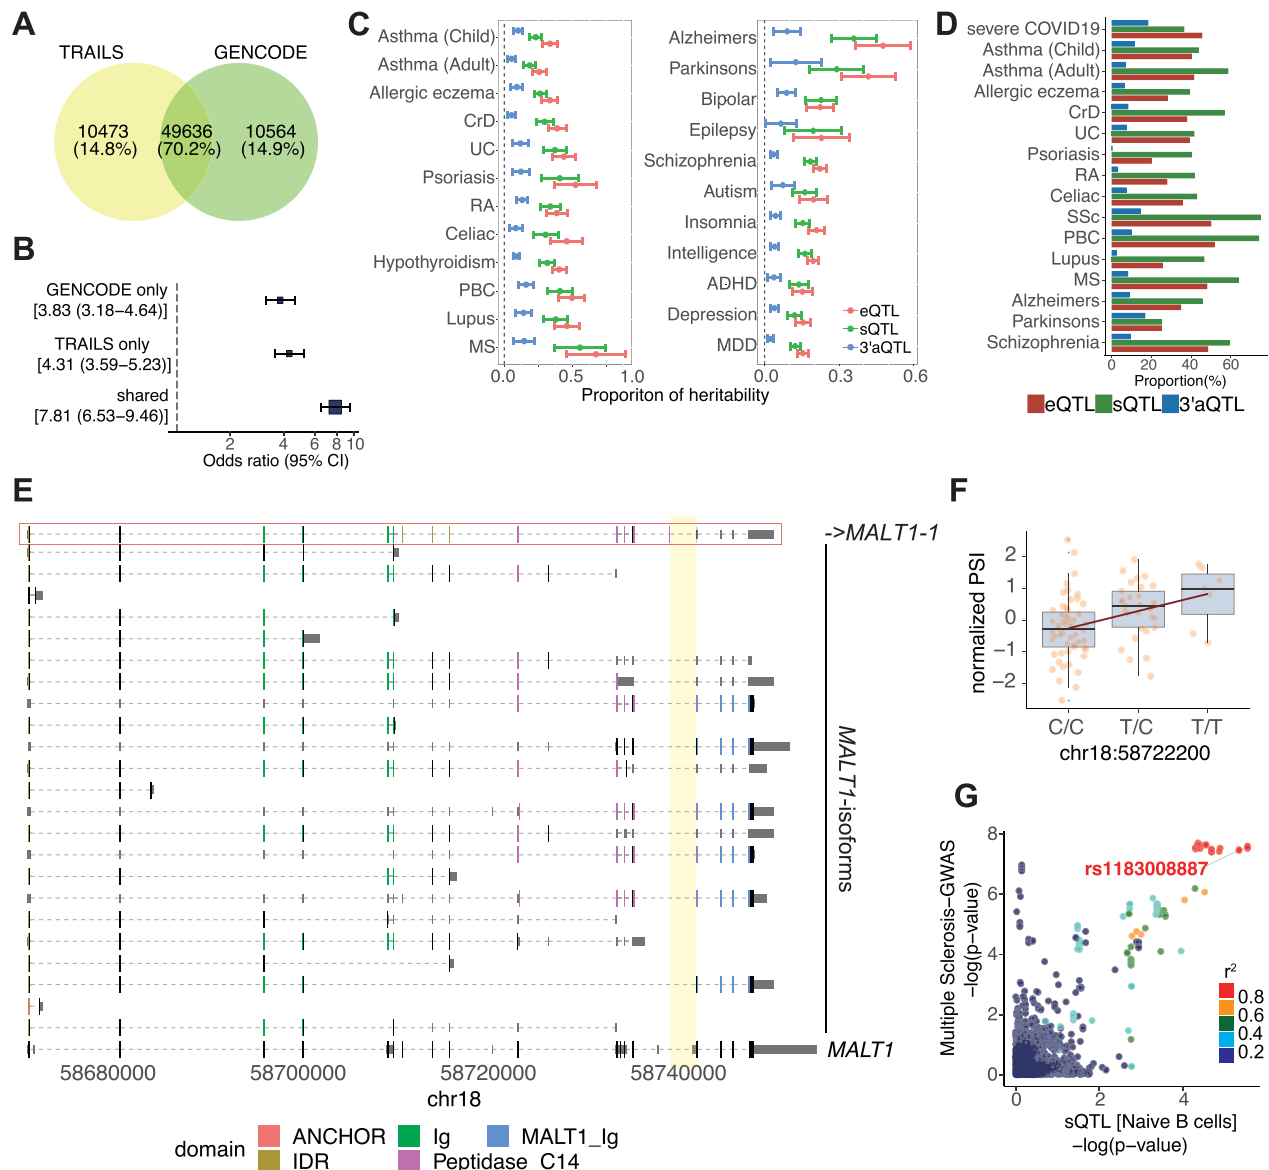 A
TRAILS
GENCODE
10473
(14.8%)
49636
(70.2%)
10564
(14.9%)
B
GENCODE only
[3.83 (3.18–4.64)]
TRAILS only
[4.31 (3.59–5.23)]
shared
[7.81 (6.53–9.46)]
2 4 6 8 10
Odds ratio (95% CI)
C
Asthma (Child)
Asthma (Adult)
Allergic eczema
CrD
UC
Psoriasis
RA
Celiac
Hypothyroidism
PBC
Lupus
MS
0.0 0.5 1.0
Alzheimers
Parkinsons
Bipolar
Epilepsy
Schizophrenia
Autism
Insomnia
Intelligence
ADHD
Depression
MDD
eQTL
sQTL
3'aQTL
0.0 0.3 0.6
Proporiton of heritability
D
severe COVID19
Asthma (Child)
Asthma (Adult)
Allergic eczema
CrD
UC
Psoriasis
RA
Celiac
SSc
PBC
Lupus
MS
Alzheimers
Parkinsons
Schizophrenia
0 20 40 60
Proportion(%)
eQTL sQTL 3'aQTL
E
->MALT1-1
MALT1-isoforms
MALT1
58680000 58700000 58720000 58740000
chr18
domain
ANCHOR
Ig
MALT1_Ig
IDR
Peptidase_C14
F
normalized PSI
2
1
0
−1
−2
C/C T/C T/T
chr18:58722200
G
Multiple Sclerosis–GWAS
−log(p−value)
8
6
4
2
0
rs1183008887
r²
0.8
0.6
0.4
0.2
0 2 4
sQTL [Naive B cells]
−log(p−value)